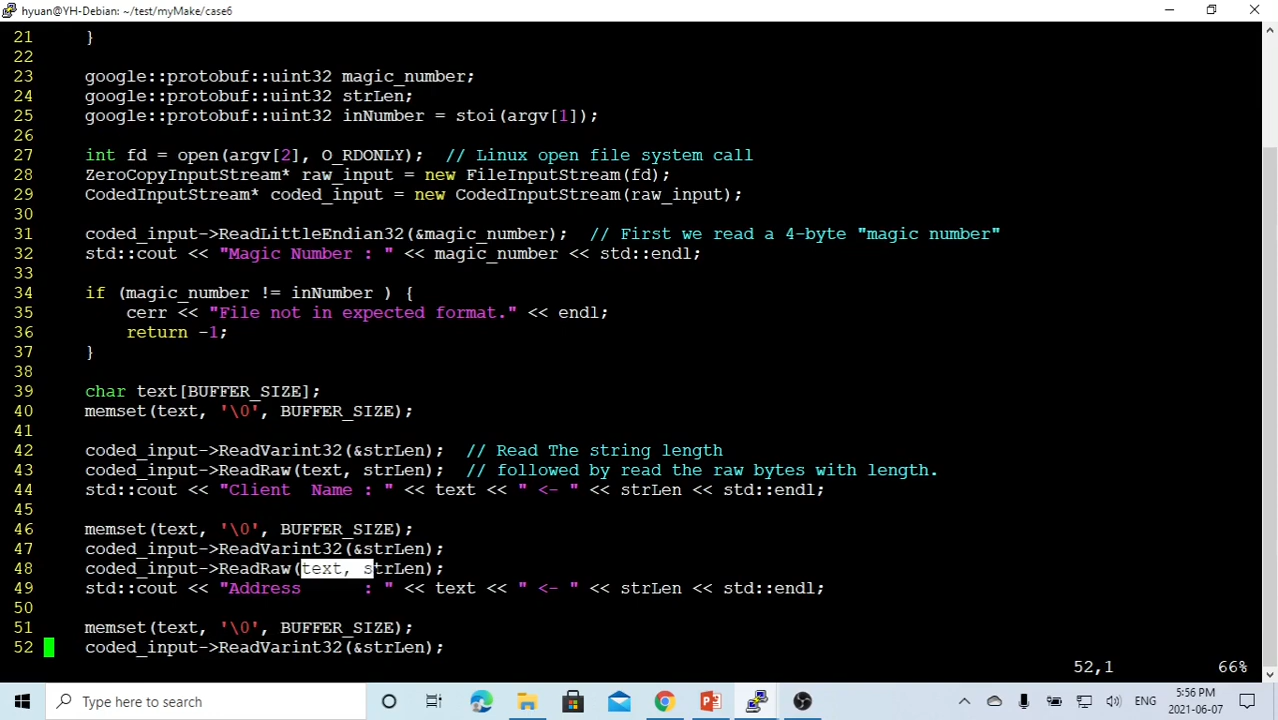 hyuan@YH-Debian: ~/test/myMake/case6
21     }
22
23     google::protobuf::uint32 magic_number;
24     google::protobuf::uint32 strLen;
25     google::protobuf::uint32 inNumber = stoi(argv[1]);
26
27     int fd = open(argv[2], O_RDONLY);  // Linux open file system call
28     ZeroCopyInputStream* raw_input = new FileInputStream(fd);
29     CodedInputStream* coded_input = new CodedInputStream(raw_input);
30
31     coded_input->ReadLittleEndian32(&magic_number);  // First we read a 4-byte "magic number"
32     std::cout << "Magic Number : " << magic_number << std::endl;
33
34     if (magic_number != inNumber ) {
35         cerr << "File not in expected format." << endl;
36         return -1;
37     }
38
39     char text[BUFFER_SIZE];
40     memset(text, '\0', BUFFER_SIZE);
41
42     coded_input->ReadVarint32(&strLen);  // Read The string length
43     coded_input->ReadRaw(text, strLen);  // followed by read the raw bytes with length.
44     std::cout << "Client  Name : " << text << " <- " << strLen << std::endl;
45
46     memset(text, '\0', BUFFER_SIZE);
47     coded_input->ReadVarint32(&strLen);
48     coded_input->ReadRaw(text, strLen);
49     std::cout << "Address      : " << text << " <- " << strLen << std::endl;
50
51     memset(text, '\0', BUFFER_SIZE);
52     coded_input->ReadVarint32(&strLen);
52,1          66%
Type here to search
ENG
5:56 PM
2021-06-07